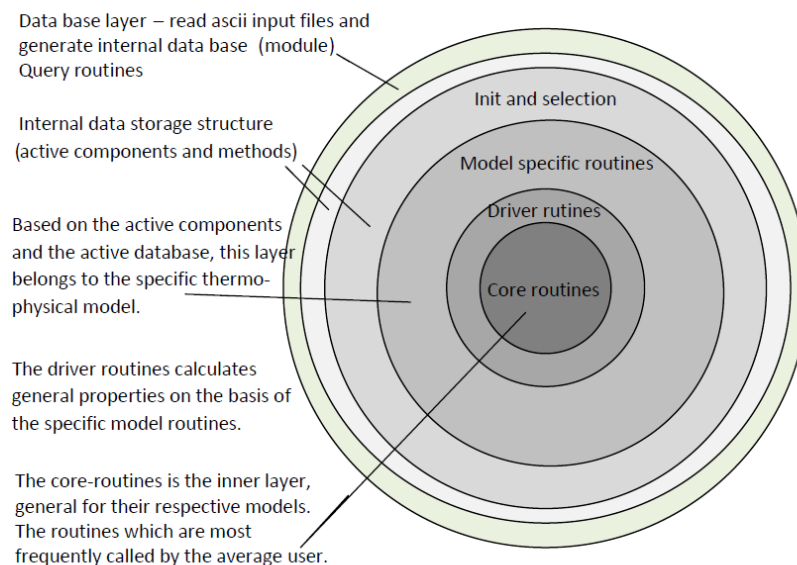 Data base layer – read ascii input files and
generate internal data base  (module)
Query routines
Internal data storage structure
(active components and methods)
Based on the active components
and the active database, this layer
belongs to the specific thermo-
physical model.
The driver routines calculates
general properties on the basis of
the specific model routines.
The core-routines is the inner layer,
general for their respective models.
The routines which are most
frequently called by the average user.
Init and selection
Model specific routines
Driver rutines
Core routines